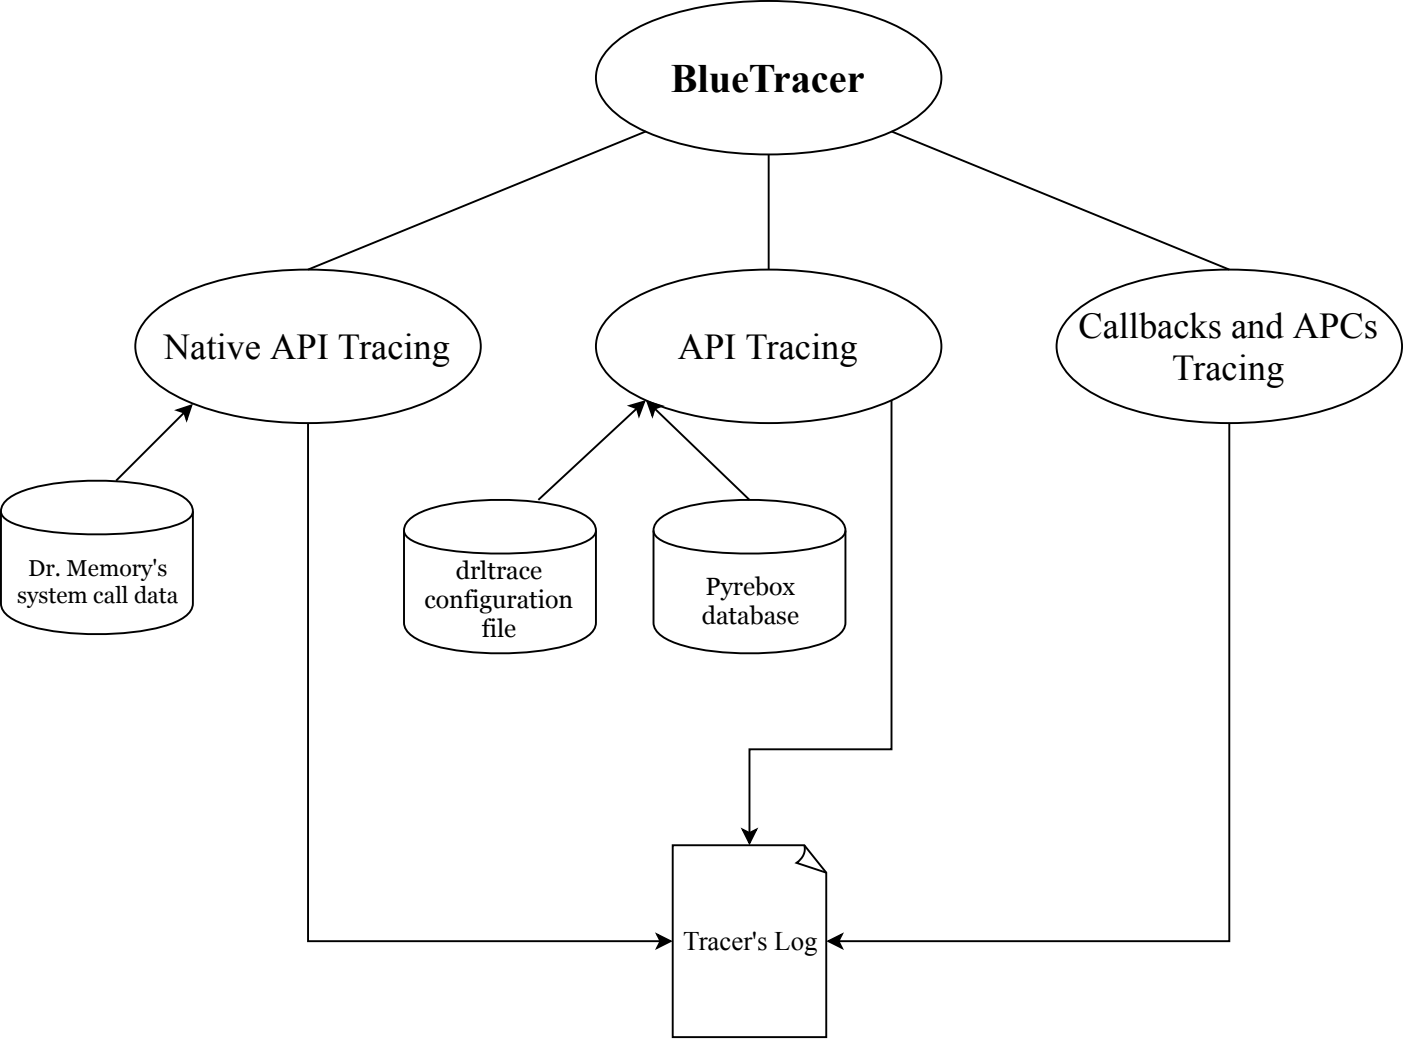 BlueTracer
Native API Tracing
API Tracing
Callbacks and APCs
Tracing
Dr. Memory's
system call data
drltrace
configuration
file
Pyrebox
database
Tracer's Log